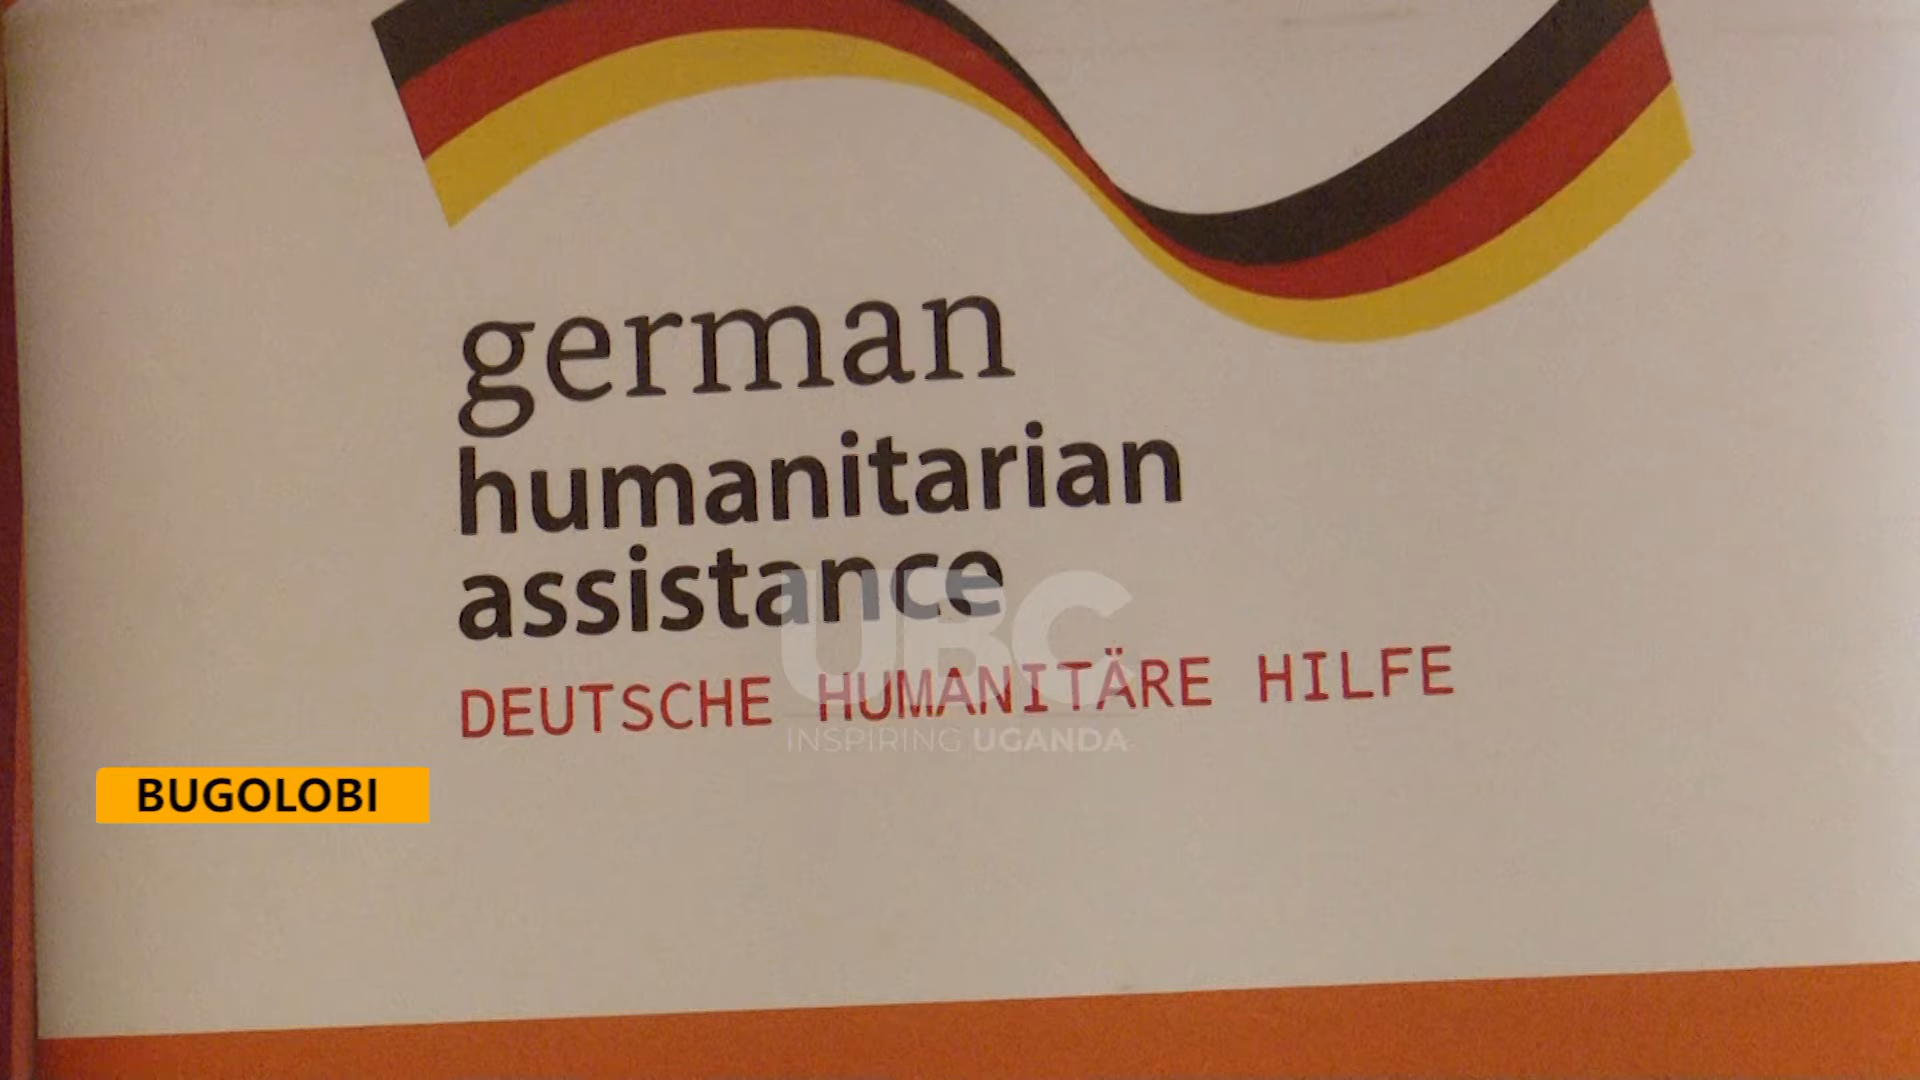 german
humanitarian
assistance
DEUTSCHE HUMANITÄRE HILFE
UBC
INSPIRING UGANDA
BUGOLOBI